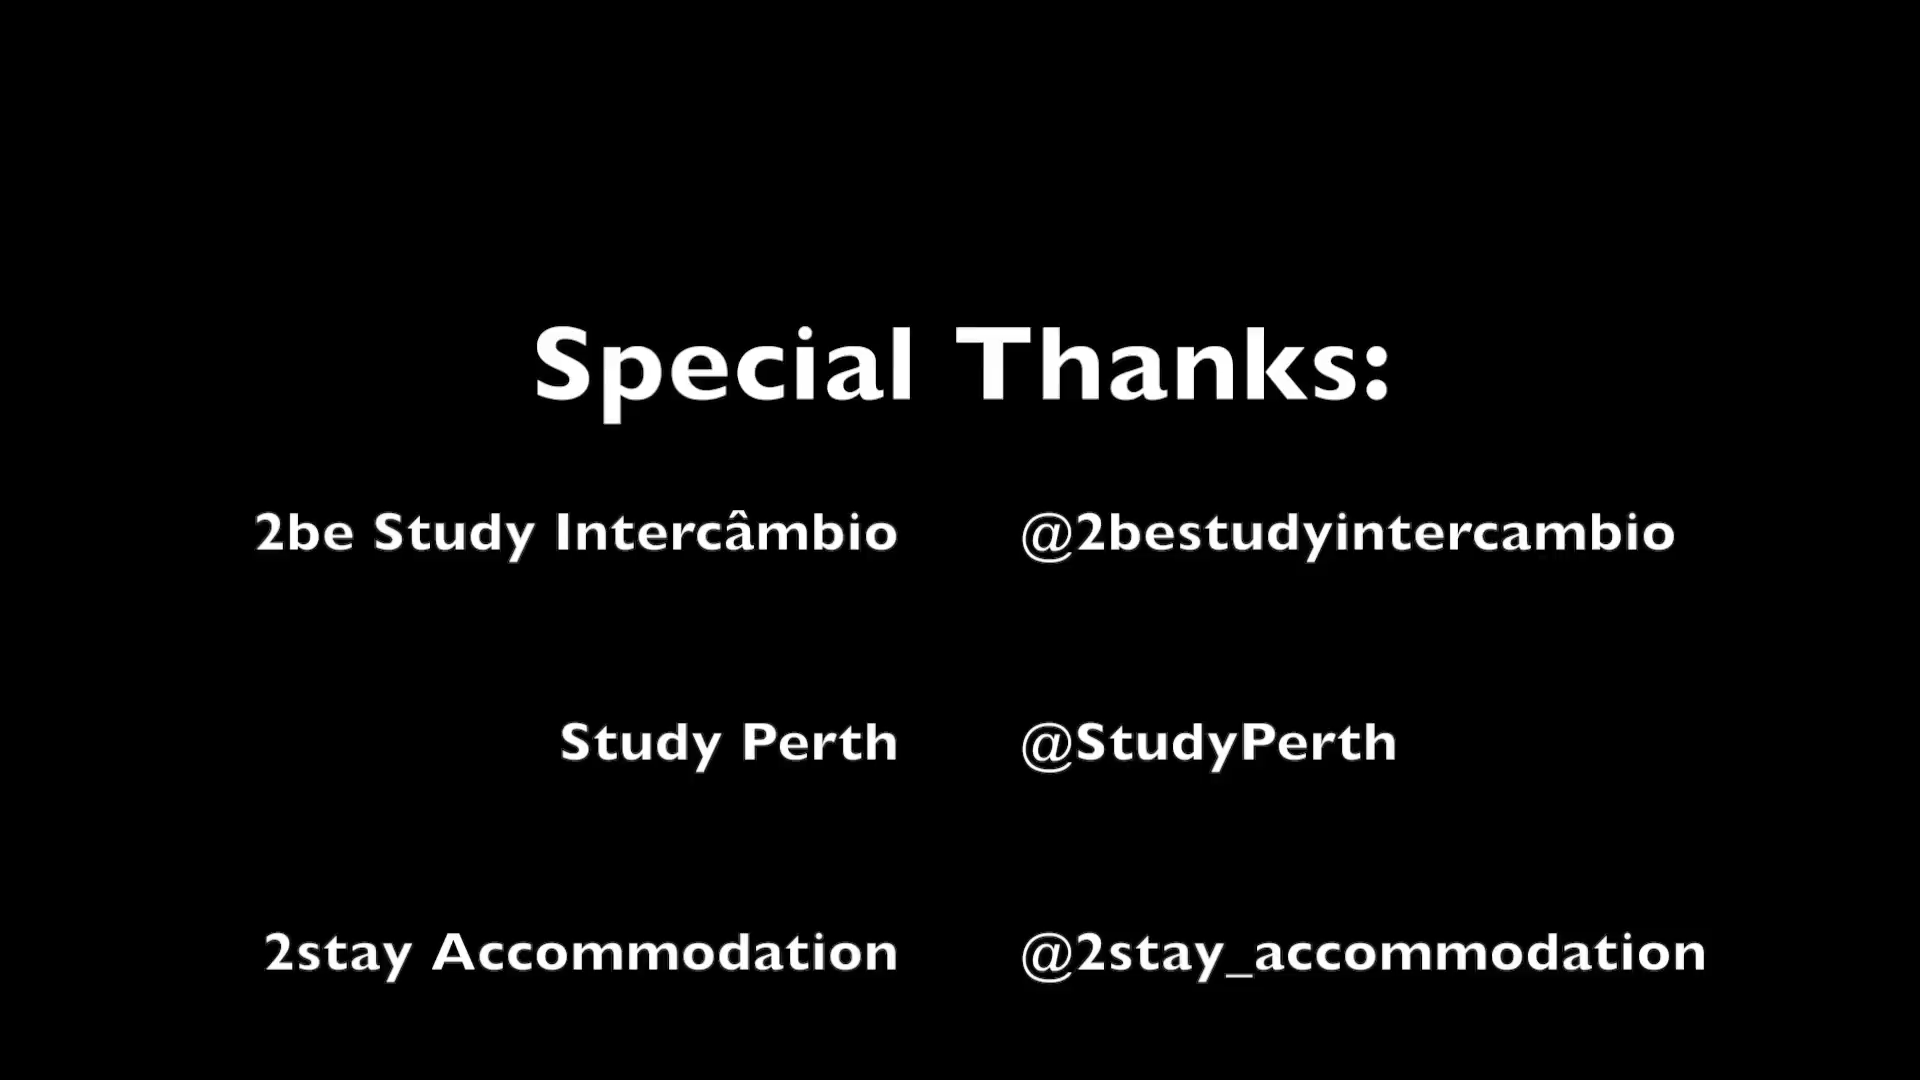 Special Thanks:
2be Study Intercâmbio @2bestudyintercambio
Study Perth @StudyPerth
2stay Accommodation @2stay_accommodation